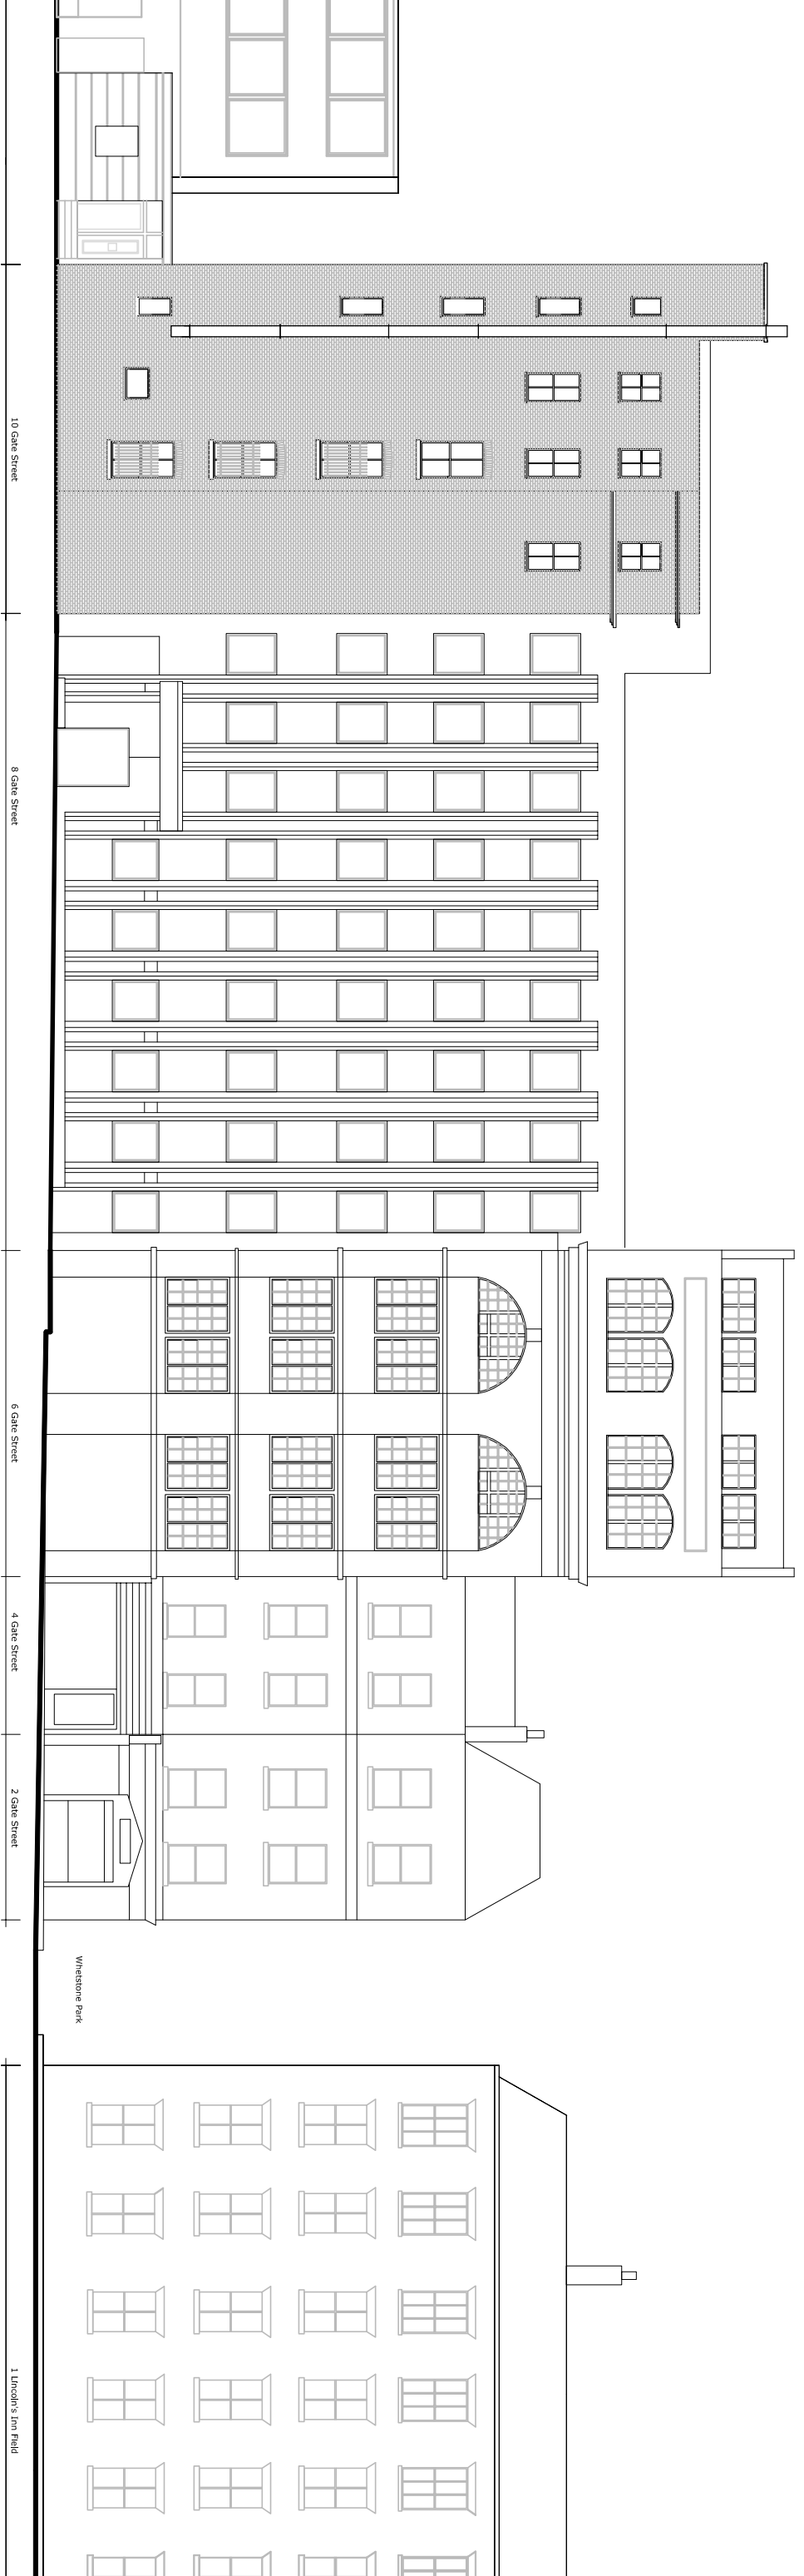 10 Gate Street
8 Gate Street
6 Gate Street
4 Gate Street
2 Gate Street
Whetstone Park
1 Lincoln's Inn Field